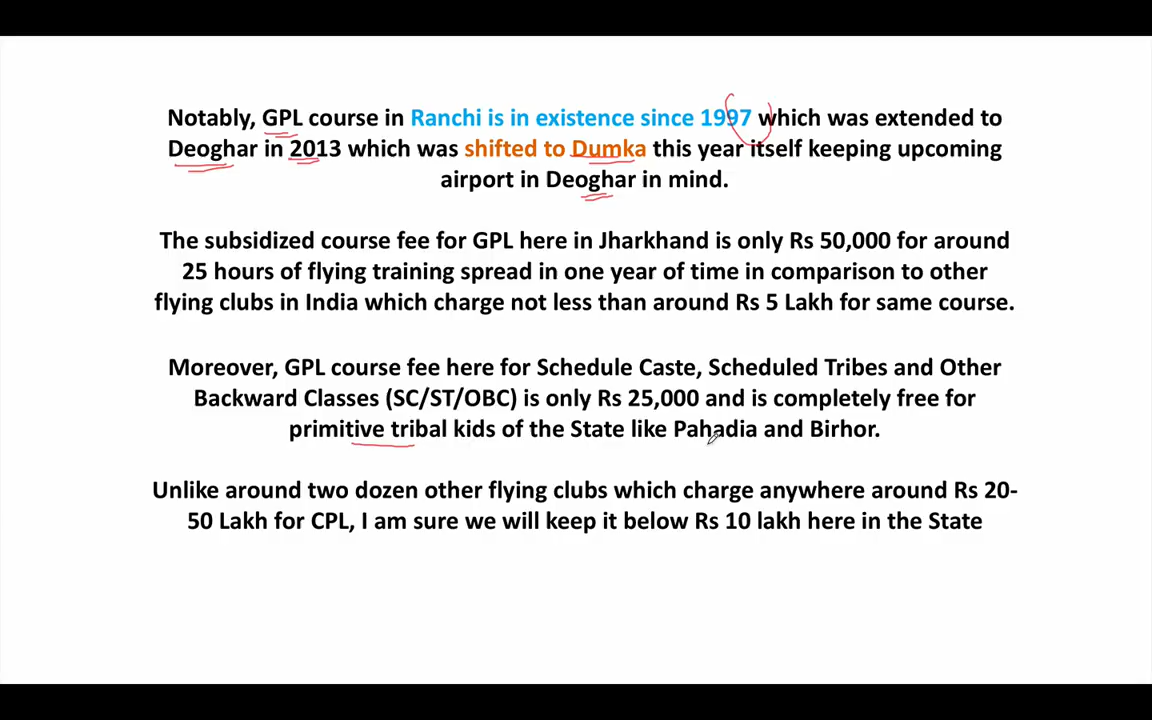 Notably, GPL course in Ranchi is in existence since 1997 which was extended to
Deoghar in 2013 which was shifted to Dumka this year itself keeping upcoming
airport in Deoghar in mind.
The subsidized course fee for GPL here in Jharkhand is only Rs 50,000 for around
25 hours of flying training spread in one year of time in comparison to other
flying clubs in India which charge not less than around Rs 5 Lakh for same course.
Moreover, GPL course fee here for Schedule Caste, Scheduled Tribes and Other
Backward Classes (SC/ST/OBC) is only Rs 25,000 and is completely free for
primitive tribal kids of the State like Pahadia and Birhor.
Unlike around two dozen other flying clubs which charge anywhere around Rs 20-
50 Lakh for CPL, I am sure we will keep it below Rs 10 lakh here in the State